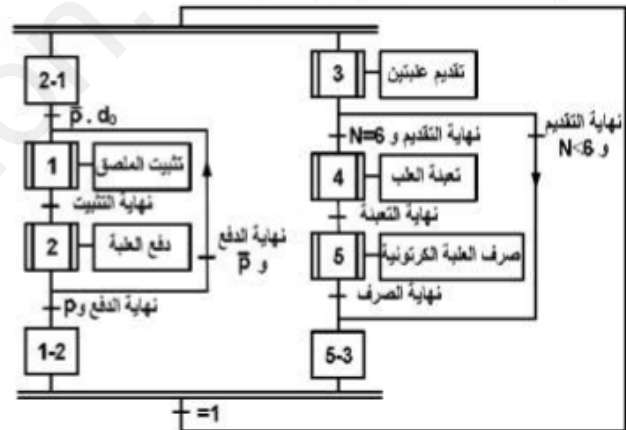 2-1
p̅ . d₀
1
تثبيت الملصق
نهاية التثبيت
2
دفع العلبة
نهاية الدفع
و p̅
نهاية الدفع و p
1-2
3
تقديم علبتين
نهاية التقديم و N=6
نهاية التقديم
و N<6
4
تعبئة العلب
نهاية التعبئة
5
صرف العلبة الكرتونية
نهاية الصرف
5-3
=1